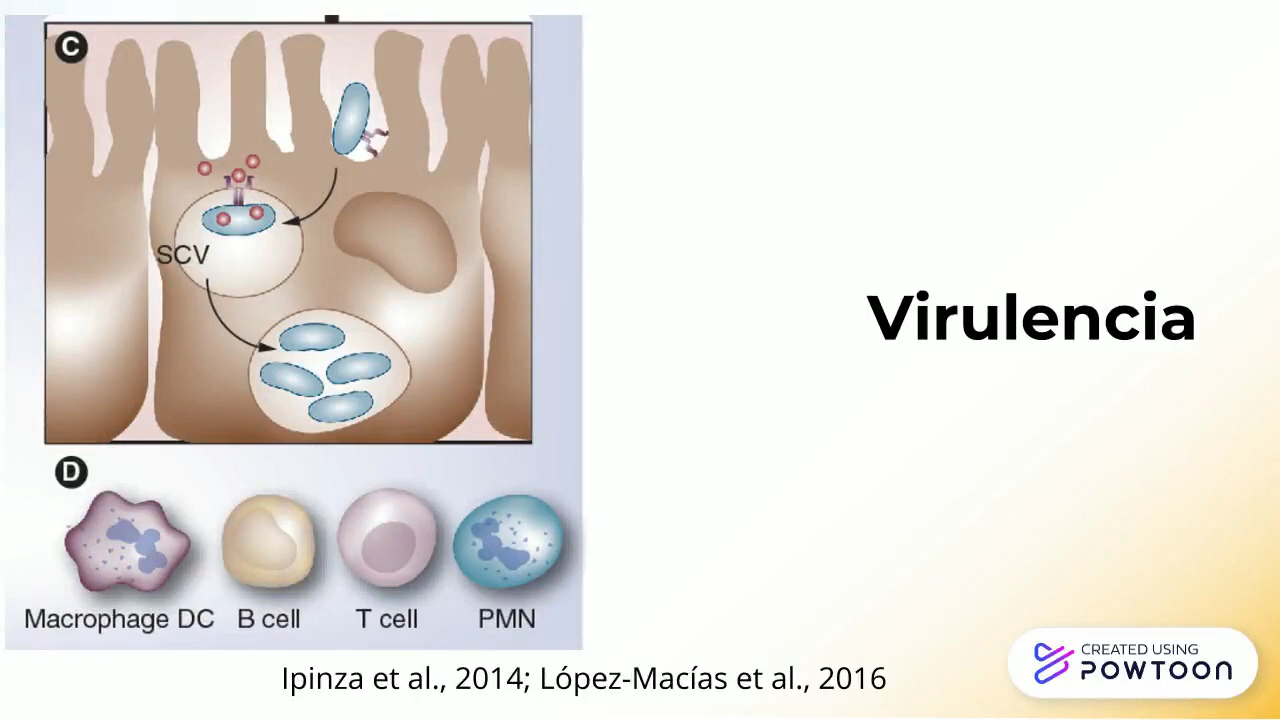 C
SCV
Virulencia
D
Macrophage DC B cell T cell PMN
Ipinza et al., 2014; López-Macías et al., 2016
CREATED USING
POWTOON